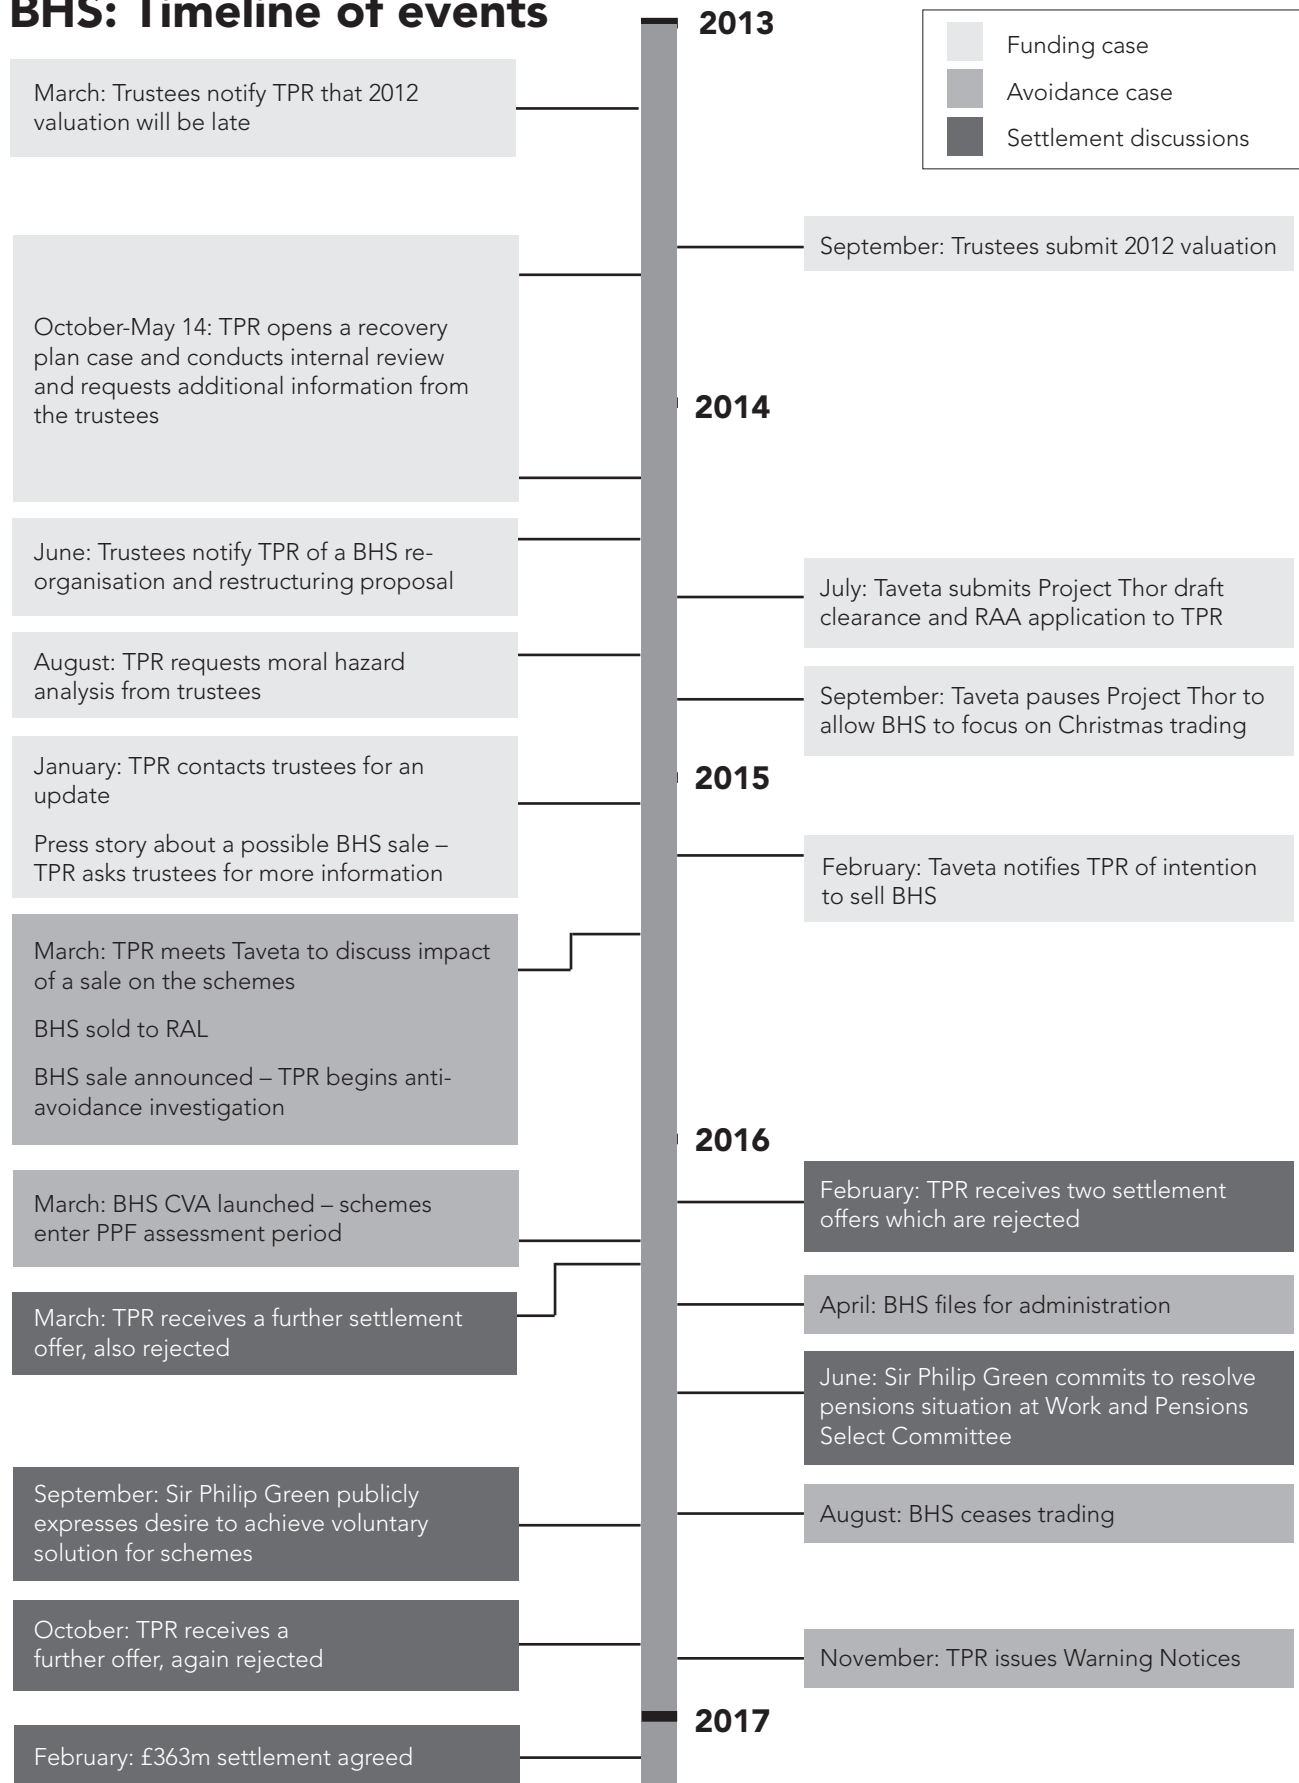 BHS: Timeline of events
2013
Funding case
Avoidance case
Settlement discussions
March: Trustees notify TPR that 2012
valuation will be late
September: Trustees submit 2012 valuation
October-May 14: TPR opens a recovery
plan case and conducts internal review
and requests additional information from
the trustees
2014
June: Trustees notify TPR of a BHS re-
organisation and restructuring proposal
July: Taveta submits Project Thor draft
clearance and RAA application to TPR
August: TPR requests moral hazard
analysis from trustees
September: Taveta pauses Project Thor to
allow BHS to focus on Christmas trading
2015
January: TPR contacts trustees for an
update
Press story about a possible BHS sale –
TPR asks trustees for more information
February: Taveta notifies TPR of intention
to sell BHS
March: TPR meets Taveta to discuss impact
of a sale on the schemes
BHS sold to RAL
BHS sale announced – TPR begins anti-
avoidance investigation
2016
February: TPR receives two settlement
offers which are rejected
March: BHS CVA launched – schemes
enter PPF assessment period
March: TPR receives a further settlement
offer, also rejected
April: BHS files for administration
June: Sir Philip Green commits to resolve
pensions situation at Work and Pensions
Select Committee
August: BHS ceases trading
September: Sir Philip Green publicly
expresses desire to achieve voluntary
solution for schemes
October: TPR receives a
further offer, again rejected
November: TPR issues Warning Notices
2017
February: £363m settlement agreed